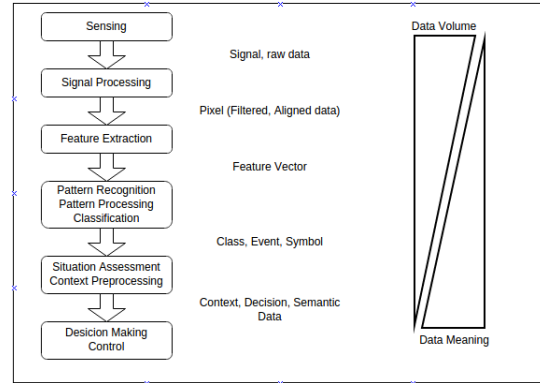 Sensing
Signal, raw data
Signal Processing
Pixel (Filtered, Aligned data)
Feature Extraction
Feature Vector
Pattern Recognition
Pattern Processing
Classification
Class, Event, Symbol
Situation Assessment
Context Preprocessing
Context, Decision, Semantic
Data
Desicion Making
Control
Data Volume
Data Meaning